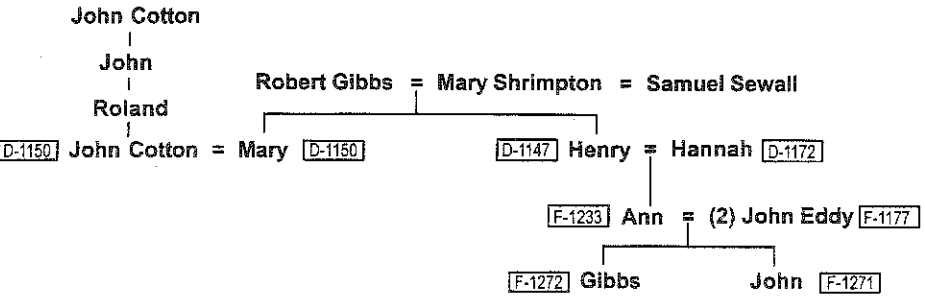 John Cotton
John
Robert Gibbs = Mary Shrimpton = Samuel Sewall
Roland
D-1150 John Cotton = Mary D-1150 D-1147 Henry = Hannah D-1172
F-1233 Ann = (2) John Eddy F-1177
F-1272 Gibbs John F-1271